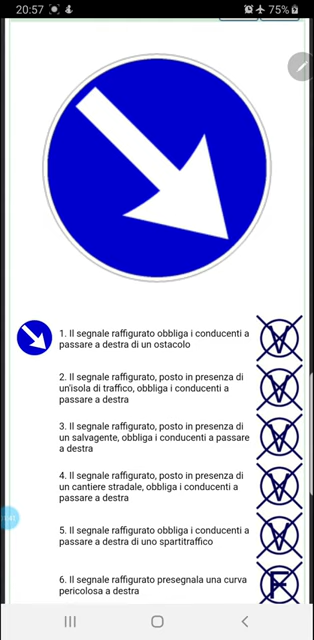 20:57
75%
1. Il segnale raffigurato obbliga i conducenti a
passare a destra di un ostacolo
V
2. Il segnale raffigurato, posto in presenza di
un'isola di traffico, obbliga i conducenti a
passare a destra
V
3. Il segnale raffigurato, posto in presenza di
un salvagente, obbliga i conducenti a passare
a destra
V
4. Il segnale raffigurato, posto in presenza di
un cantiere stradale, obbliga i conducenti a
passare a destra
V
5. Il segnale raffigurato obbliga i conducenti a
passare a destra di uno spartitraffico
V
6. Il segnale raffigurato presegnala una curva
pericolosa a destra
F